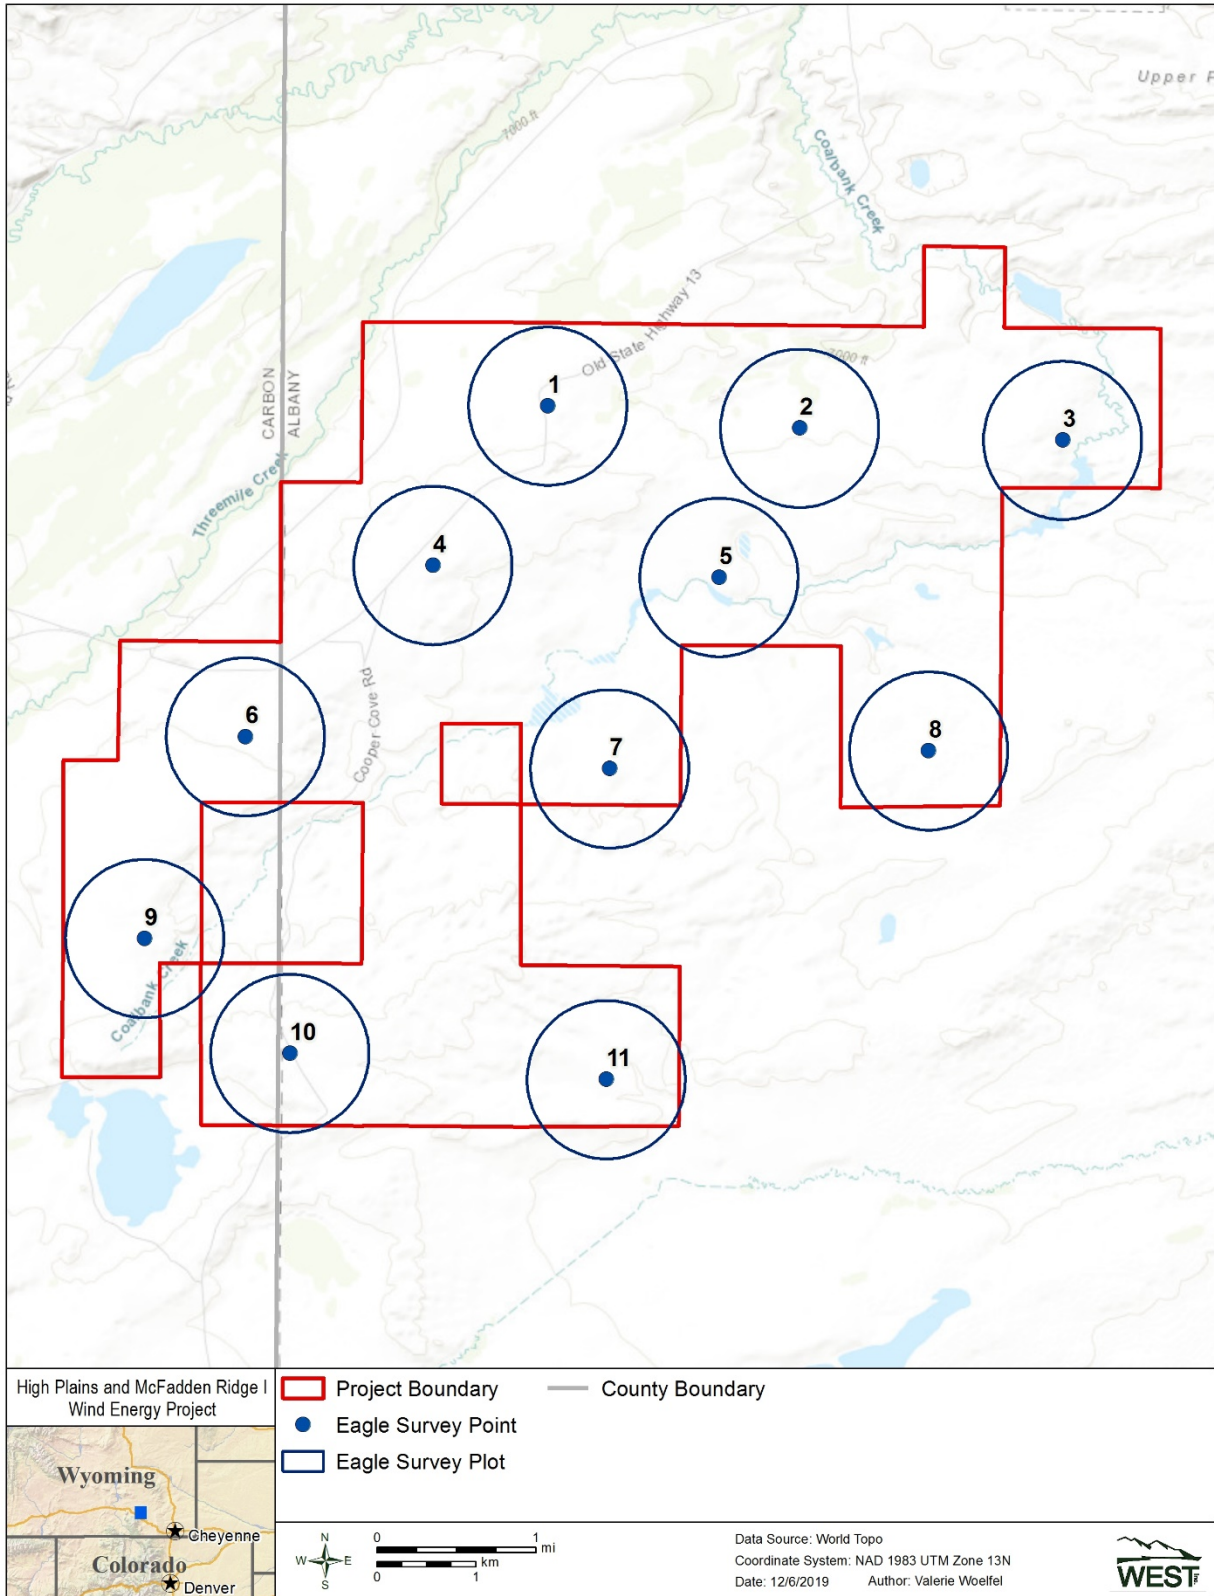 Upper
7000 ft
Coalbank Creek
Old State Highway 13
7000 ft
CARBON
ALBANY
Threemile Creek
1
2
3
4
5
6
7
8
9
10
11
Cooper Cove Rd
Coalbank Creek
High Plains and McFadden Ridge I
Wind Energy Project
Wyoming
Cheyenne
Colorado
Denver
Project Boundary
County Boundary
Eagle Survey Point
Eagle Survey Plot
N
W E
S
0 1
mi
km
0 1
Data Source: World Topo
Coordinate System: NAD 1983 UTM Zone 13N
Date: 12/6/2019 Author: Valerie Woelfel
WEST